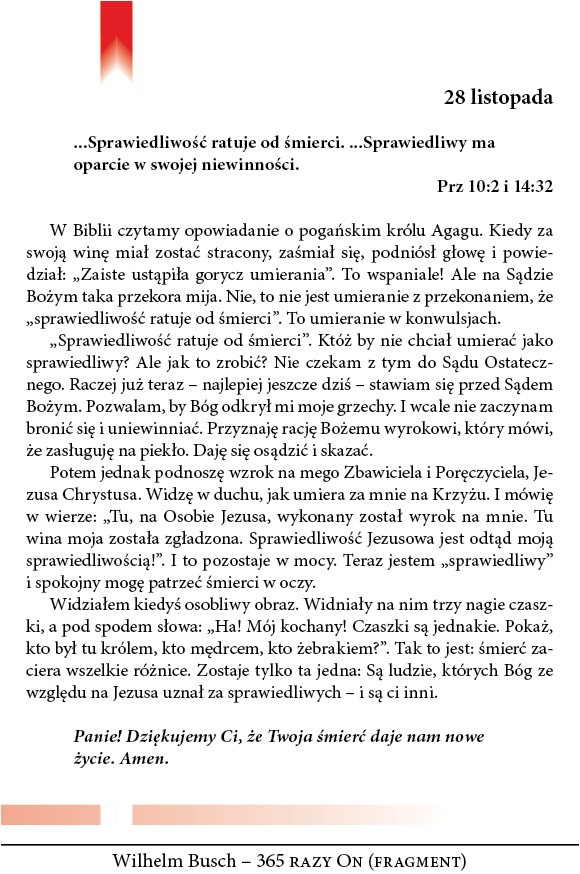 28 listopada
...Sprawiedliwość ratuje od śmierci. ...Sprawiedliwy ma
oparcie w swojej niewinności.
Prz 10:2 i 14:32
W Biblii czytamy opowiadanie o pogańskim królu Agagu. Kiedy za
swoją winę miał zostać stracony, zaśmiał się, podniósł głowę i powie-
dział: „Zaiste ustąpiła gorycz umierania”. To wspaniale! Ale na Sądzie
Bożym taka przekora mija. Nie, to nie jest umieranie z przekonaniem, że
„sprawiedliwość ratuje od śmierci”. To umieranie w konwulsjach.
„Sprawiedliwość ratuje od śmierci”. Któż by nie chciał umierać jako
sprawiedliwy? Ale jak to zrobić? Nie czekam z tym do Sądu Ostatecz-
nego. Raczej już teraz – najlepiej jeszcze dziś – stawiam się przed Sądem
Bożym. Pozwalam, by Bóg odkrył mi moje grzechy. I wcale nie zaczynam
bronić się i uniewinniać. Przyznaję rację Bożemu wyrokowi, który mówi,
że zasługuję na piekło. Daję się osądzić i skazać.
Potem jednak podnoszę wzrok na mego Zbawiciela i Poręczyciela, Je-
zusa Chrystusa. Widzę w duchu, jak umiera za mnie na Krzyżu. I mówię
w wierze: „Tu, na Osobie Jezusa, wykonany został wyrok na mnie. Tu
wina moja została zgładzona. Sprawiedliwość Jezusowa jest odtąd moją
sprawiedliwością!”. I to pozostaje w mocy. Teraz jestem „sprawiedliwy”
i spokojny mogę patrzeć śmierci w oczy.
Widziałem kiedyś osobliwy obraz. Widniały na nim trzy nagie czasz-
ki, a pod spodem słowa: „Ha! Mój kochany! Czaszki są jednakie. Pokaż,
kto był tu królem, kto mędrcem, kto żebrakiem?”. Tak to jest: śmierć za-
ciera wszelkie różnice. Zostaje tylko ta jedna: Są ludzie, których Bóg ze
względu na Jezusa uznał za sprawiedliwych – i są ci inni.
Panie! Dziękujemy Ci, że Twoja śmierć daje nam nowe
życie. Amen.
Wilhelm Busch – 365 razy On (fragment)